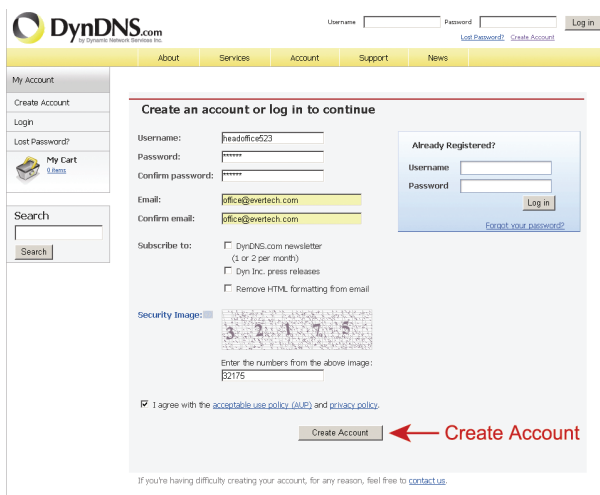 DynDNS.com
by Dynamic Network Services Inc.
Username Password Log in
Lost Password? Create Account
About Services Account Support News
My Account
Create Account
Login
Lost Password?
My Cart
0 items
Search
Search
Create an account or log in to continue
Username: headoffice523
Password: ******
Confirm password: ******
Email: office@evertech.com
Confirm email: office@evertech.com
Subscribe to: DynDNS.com newsletter
(1 or 2 per month)
Dyn Inc. press releases
Remove HTML formatting from email
Security Image:
3 2 1 7 5
Enter the numbers from the above image:
32175
I agree with the acceptable use policy (AUP) and privacy policy.
Create Account
Create Account
Already Registered?
Username
Password
Log in
Forgot your password?
If you're having difficulty creating your account, for any reason, feel free to contact us.